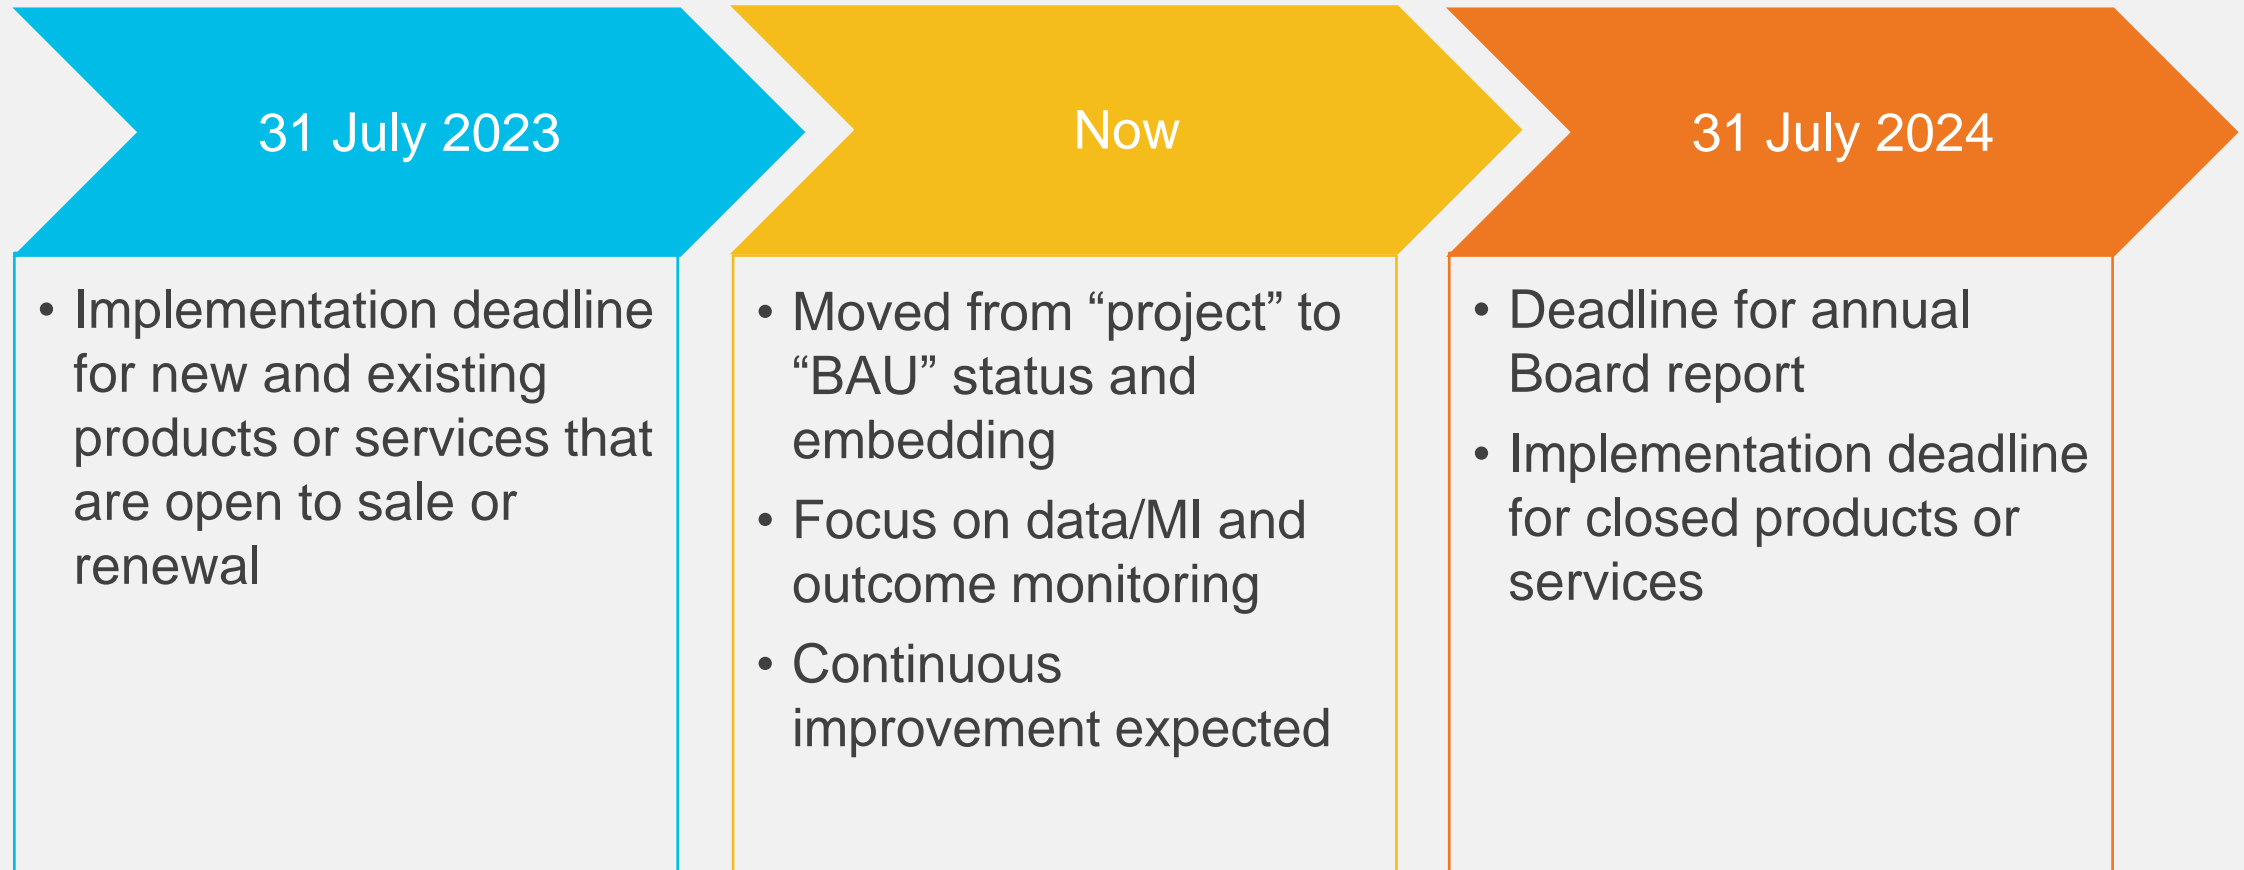 31 July 2023
• Implementation deadline
for new and existing
products or services that
are open to sale or
renewal
Now
• Moved from “project” to
“BAU” status and
embedding
• Focus on data/MI and
outcome monitoring
• Continuous
improvement expected
31 July 2024
• Deadline for annual
Board report
• Implementation deadline
for closed products or
services